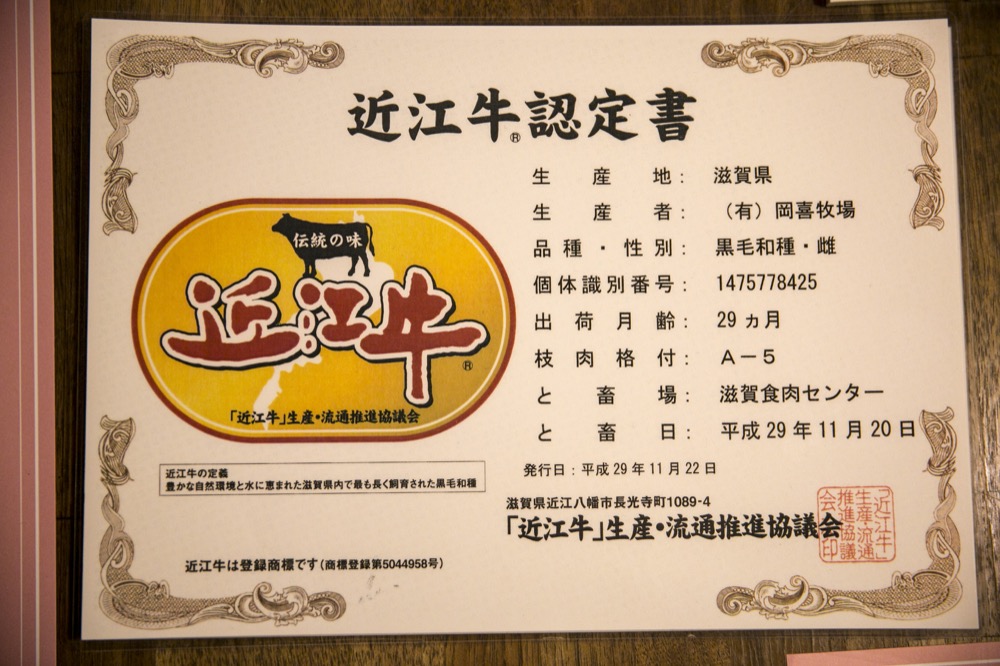 近江牛®認定書
伝統の味
近江牛®
「近江牛」生産・流通推進協議会
生産地：滋賀県
生産者：（有）岡喜牧場
品種・性別：黒毛和種・雌
個体識別番号：1475778425
出荷月齢：29ヵ月
枝肉格付：A－5
と畜場：滋賀食肉センター
と畜日：平成29年11月20日
近江牛の定義
豊かな自然環境と水に恵まれた滋賀県内で最も長く飼育された黒毛和種
発行日：平成29年11月22日
滋賀県近江八幡市長光寺町1089-4
「近江牛」生産・流通推進協議会
「近江牛」
生産・流通
推進協議
会印
近江牛は登録商標です（商標登録第5044958号）